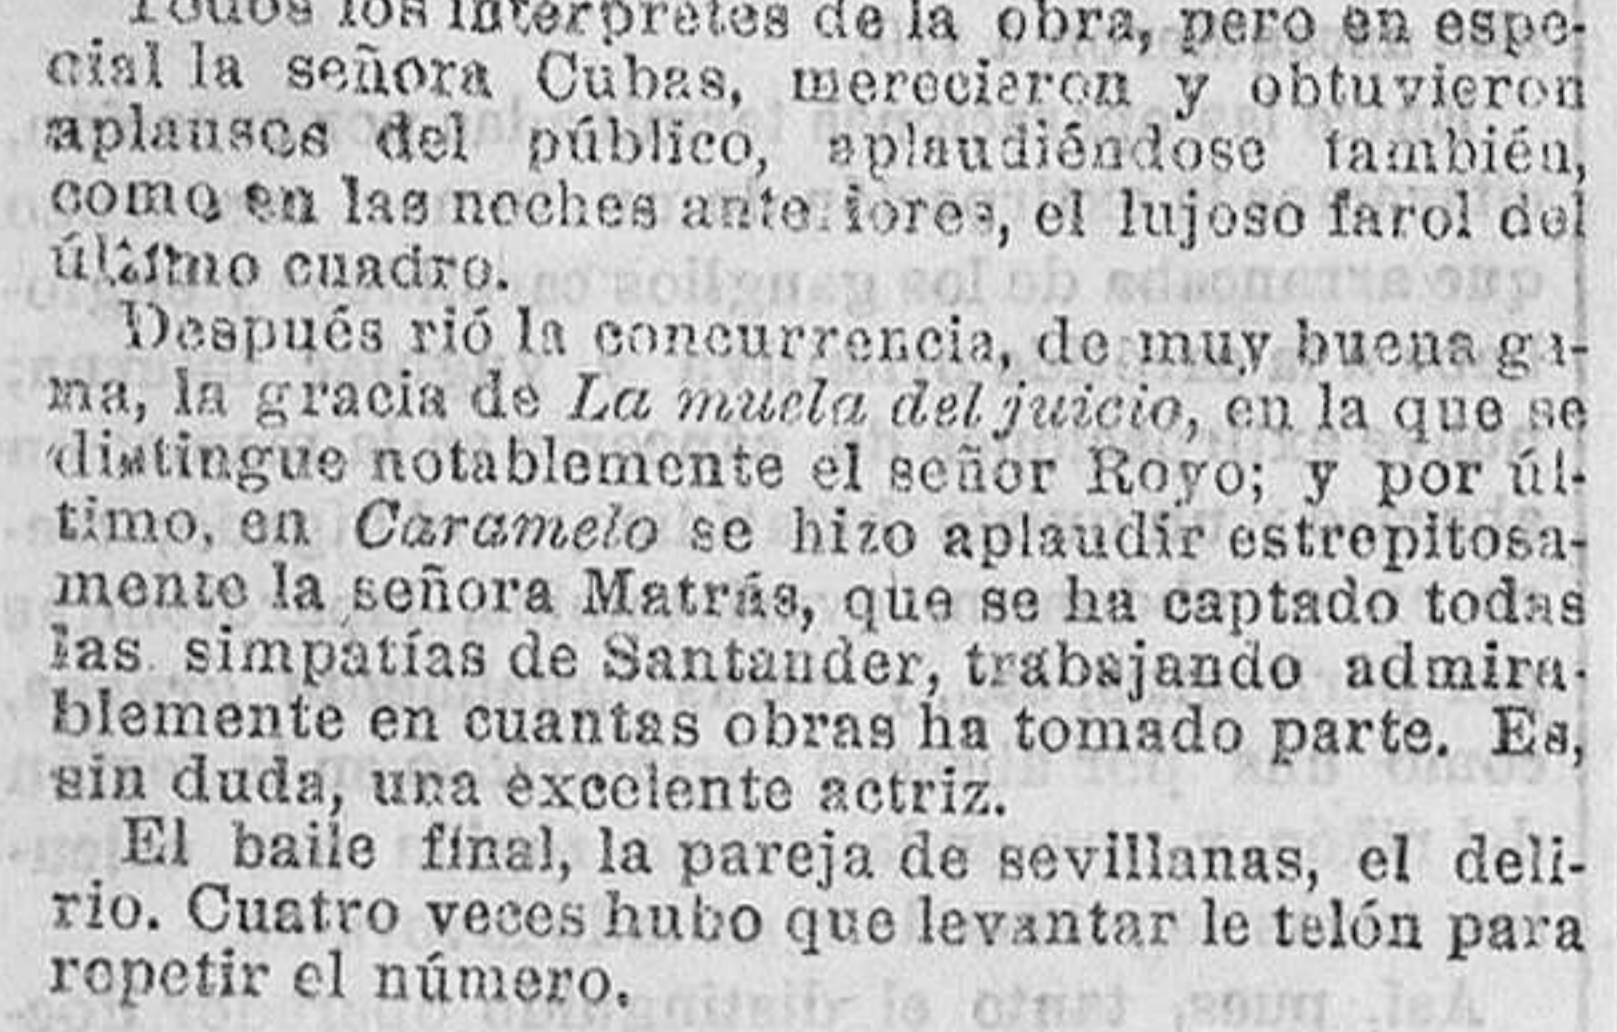 Todos los intérpretes de la obra, pero en espe-
cial la señora Cubas, merecieron y obtuvieron
aplausos del público, aplaudiéndose también,
como en las noches anteriores, el lujoso farol del
último cuadro.
Después rió la concurrencia, de muy buena ga-
na, la gracia de La muela del juicio, en la que se
distingue notablemente el señor Royo; y por úl-
timo, en Caramelo se hizo aplaudir estrepitosa-
mente la señora Matrás, que se ha captado todas
las simpatías de Santander, trabajando admira-
blemente en cuantas obras ha tomado parte. Es,
sin duda, una excelente actriz.
El baile final, la pareja de sevillanas, el deli-
rio. Cuatro veces hubo que levantar le telón para
repetir el número.